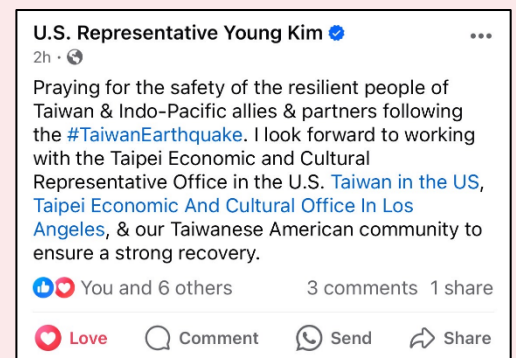 U.S. Representative Young Kim
2h ·
Praying for the safety of the resilient people of
Taiwan & Indo-Pacific allies & partners following
the #TaiwanEarthquake. I look forward to working
with the Taipei Economic and Cultural
Representative Office in the U.S. Taiwan in the US,
Taipei Economic And Cultural Office In Los
Angeles, & our Taiwanese American community to
ensure a strong recovery.
You and 6 others 3 comments 1 share
Love Comment Send Share